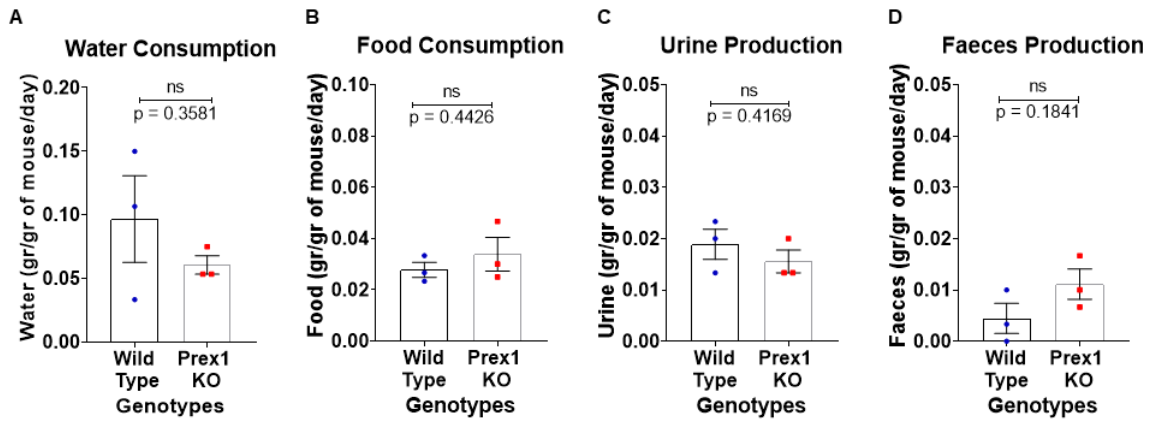 A
Water Consumption
Water (gr/gr of mouse/day)
0.20
0.15
0.10
0.05
0.00
ns
p = 0.3581
Wild Type
Prex1 KO
Genotypes
B
Food Consumption
Food (gr/gr of mouse/day)
0.10
0.08
0.06
0.04
0.02
0.00
ns
p = 0.4426
Wild Type
Prex1 KO
Genotypes
C
Urine Production
Urine (gr/gr of mouse/day)
0.05
0.04
0.03
0.02
0.01
0.00
ns
p = 0.4169
Wild Type
Prex1 KO
Genotypes
D
Faeces Production
Faeces (gr/gr of mouse/day)
0.05
0.04
0.03
0.02
0.01
0.00
ns
p = 0.1841
Wild Type
Prex1 KO
Genotypes